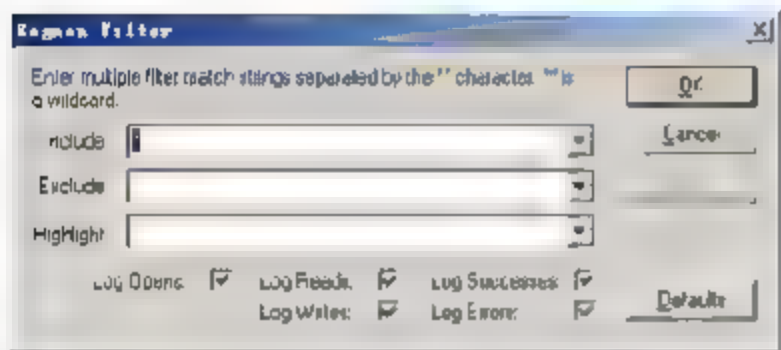 Regmon Filter
Enter multiple filter match strings separated by the ';' character. '*' is
a wildcard.
Include
Exclude
Highlight
OK
Cancel
Defaults
Log Opens:
Log Reads:
Log Successes:
Log Writes:
Log Errors: